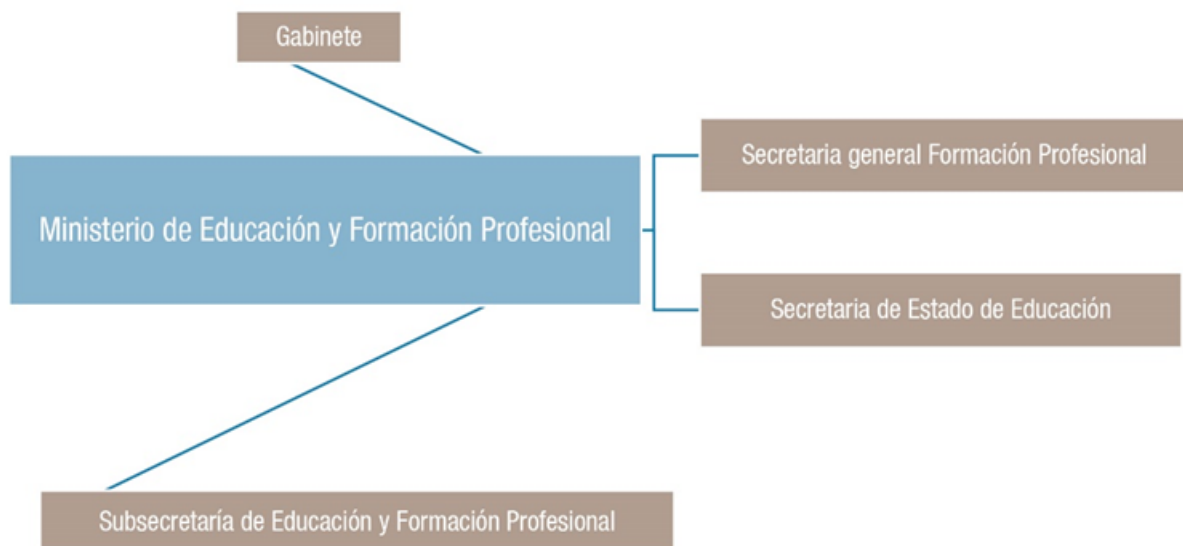 Gabinete
Secretaria general Formación Profesional
Ministerio de Educación y Formación Profesional
Secretaria de Estado de Educación
Subsecretaría de Educación y Formación Profesional